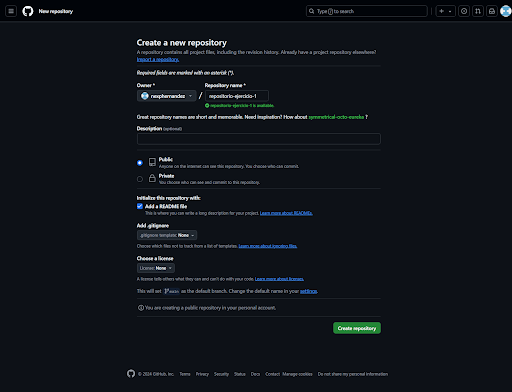 New repository
Type / to search
Create a new repository
A repository contains all project files, including the revision history. Already have a project repository elsewhere?
Import a repository.
Required fields are marked with an asterisk (*).
Owner * Repository name *
nexphernandez / repositorio-ejercicio-1
repositorio-ejercicio-1 is available.
Great repository names are short and memorable. Need inspiration? How about symmetrical-octo-eureka ?
Description (optional)
Public
Anyone on the internet can see this repository. You choose who can commit.
Private
You choose who can see and commit to this repository.
Initialize this repository with:
Add a README file
This is where you can write a long description for your project. Learn more about READMEs.
Add .gitignore
.gitignore template: None
Choose which files not to track from a list of templates. Learn more about ignoring files.
Choose a license
License: None
A license tells others what they can and can't do with your code. Learn more about licenses.
This will set main as the default branch. Change the default name in your settings.
You are creating a public repository in your personal account.
Create repository
© 2024 GitHub, Inc. Terms Privacy Security Status Docs Contact Manage cookies Do not share my personal information